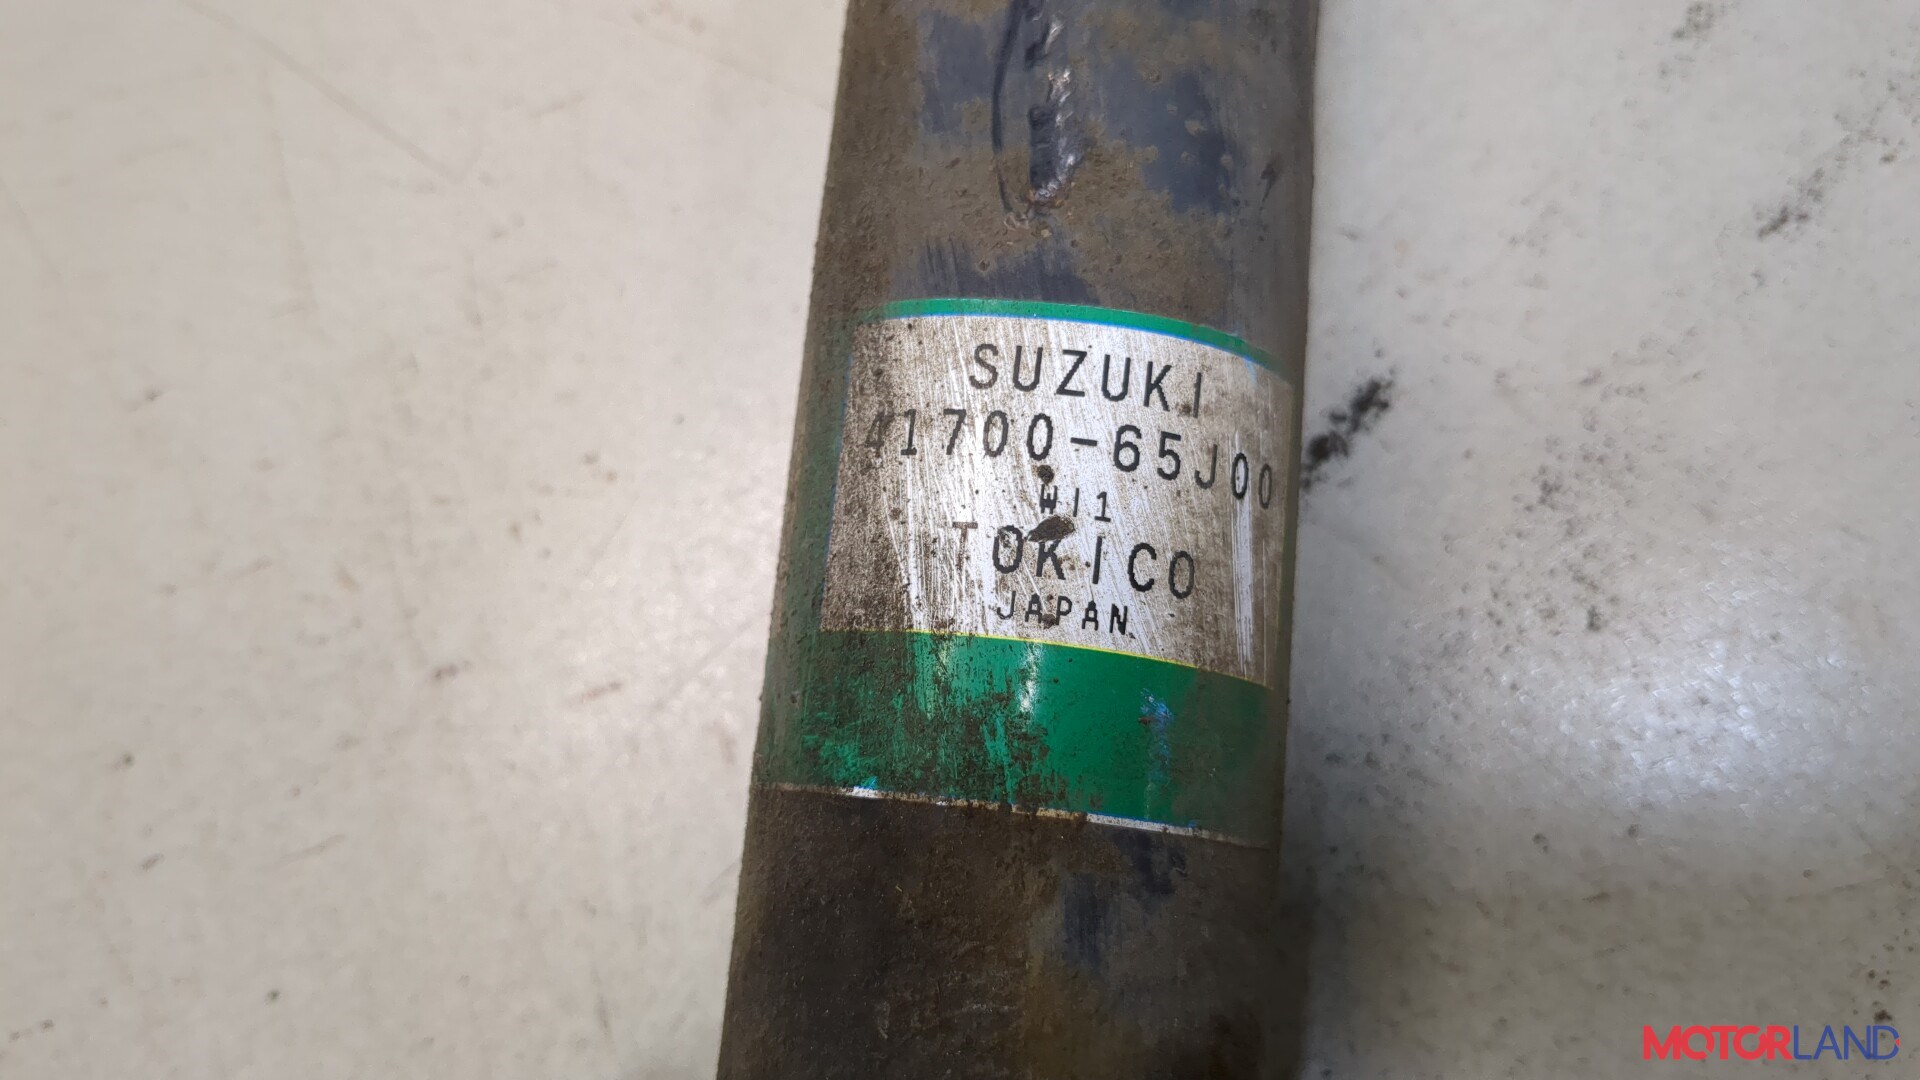 SUZUKI
41700-65J00
W11
TOKICO
JAPAN
MOTORLAND